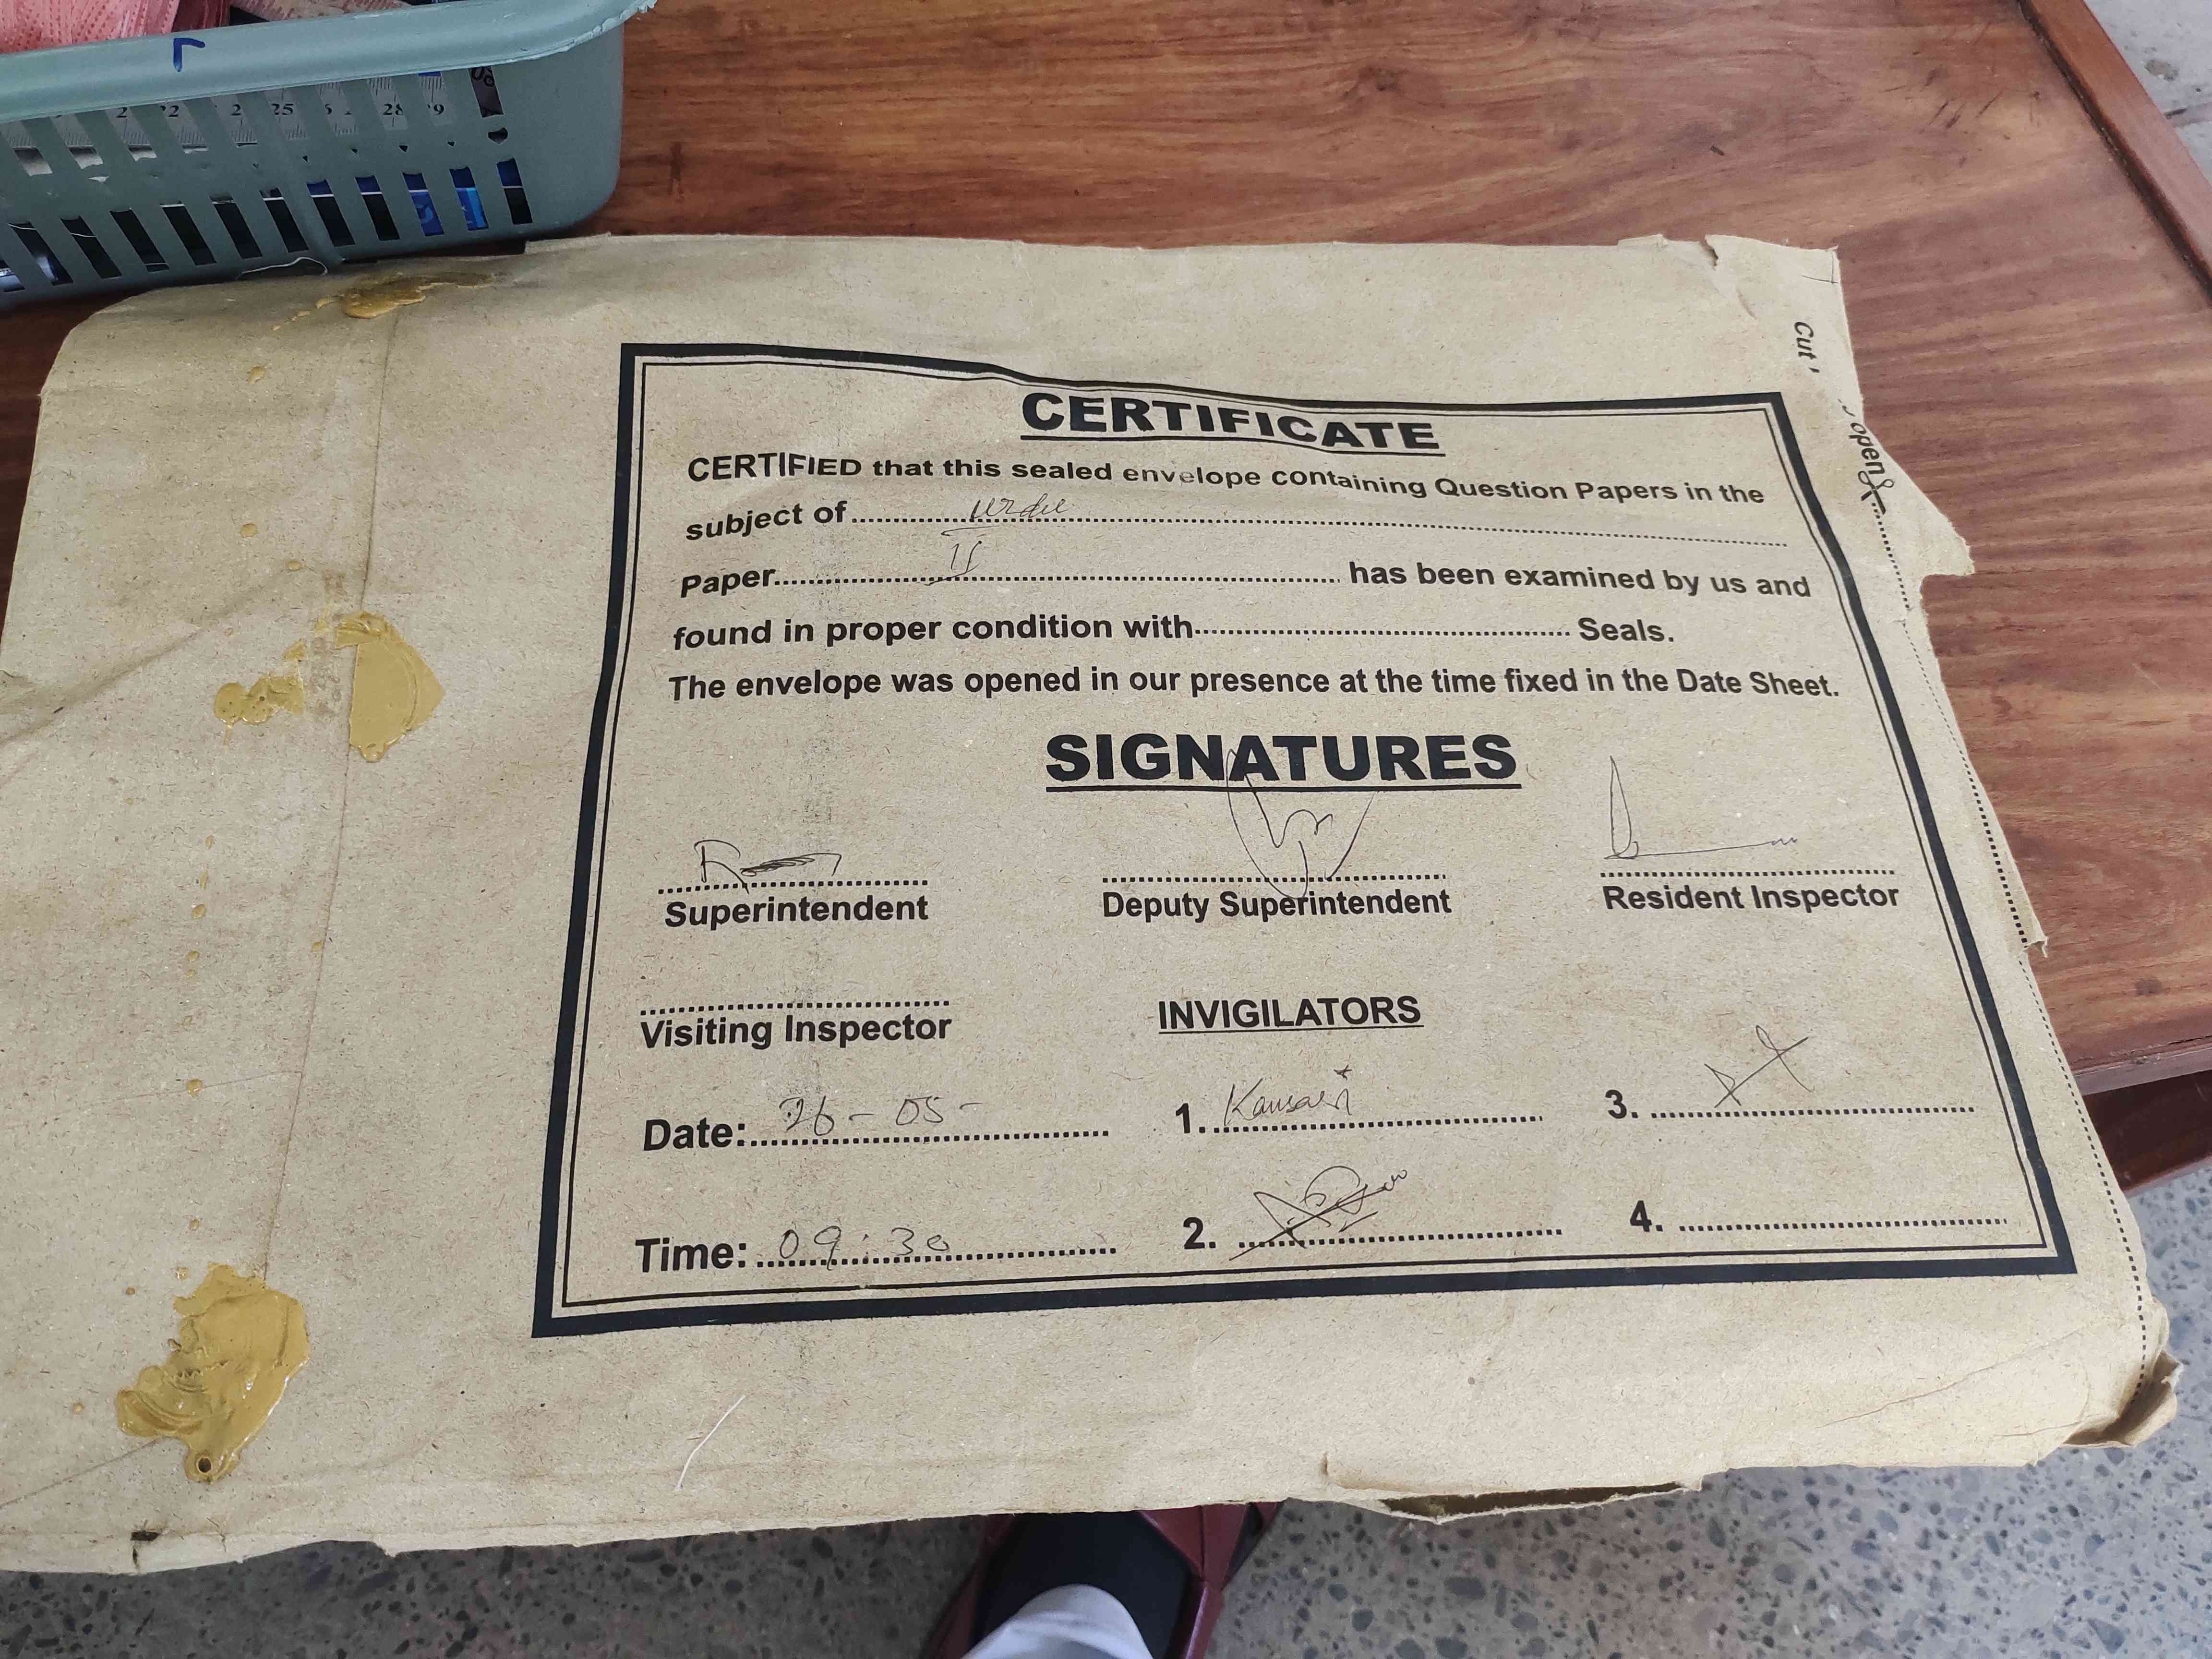 Cut
open
CERTIFICATE
CERTIFIED that this sealed envelope containing Question Papers in the
subject of Urdu
Paper II has been examined by us and
found in proper condition with Seals.
The envelope was opened in our presence at the time fixed in the Date Sheet.
SIGNATURES
Superintendent Deputy Superintendent Resident Inspector
Visiting Inspector INVIGILATORS
Date: 26-05- 1. 3.
Time: 09:30 2. 4.